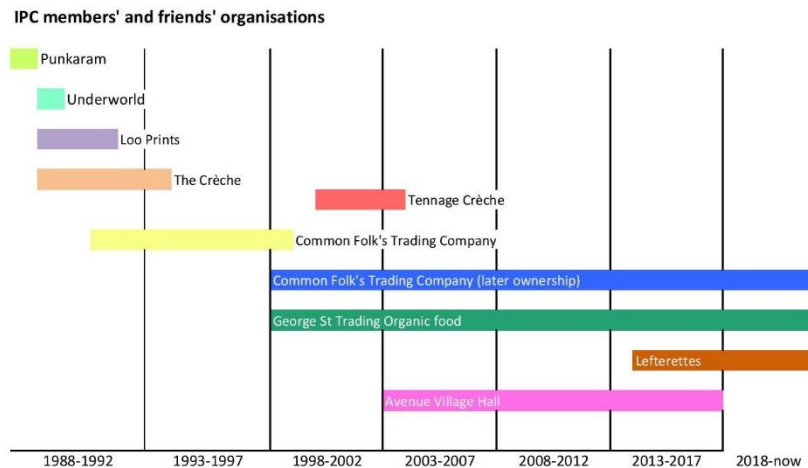 IPC members' and friends' organisations
Punkaram
Underworld
Loo Prints
The Crèche
Tennage Crèche
Common Folk's Trading Company
Common Folk's Trading Company (later ownership)
George St Trading Organic food
Lefterettes
Avenue Village Hall
1988-1992 1993-1997 1998-2002 2003-2007 2008-2012 2013-2017 2018-now